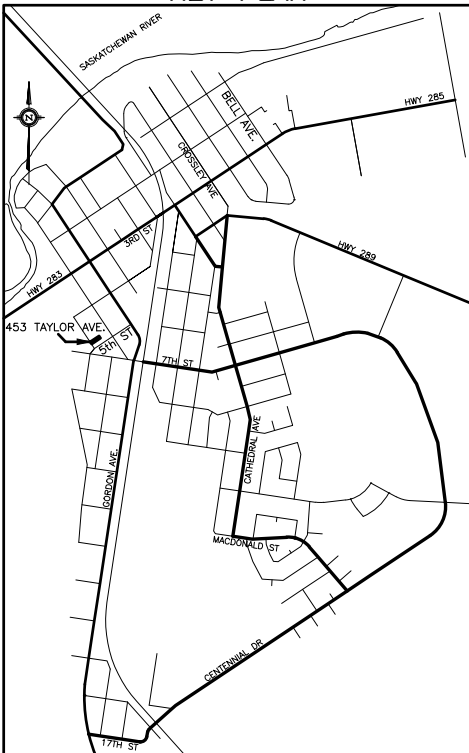 SASKATCHEWAN RIVER
N
BELL AVE.
HWY 285
CROSSLEY AVE
3RD ST
HWY 289
HWY 283
453 TAYLOR AVE.
5th ST
7TH ST
GORDON AVE.
CATHEDRAL AVE
MACDONALD ST
CENTENNIAL DR
17TH ST